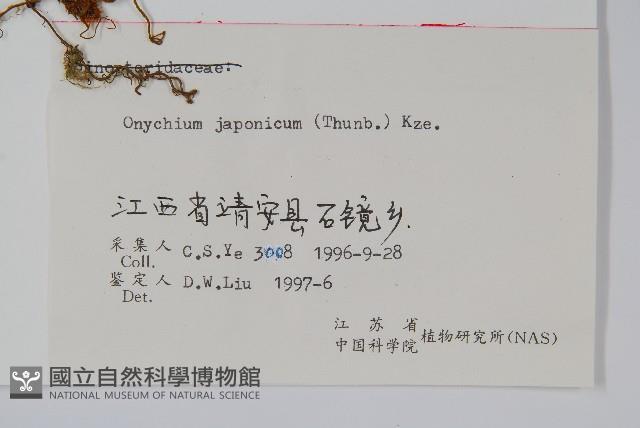 Sinopteridaceae:
Onychium japonicum (Thunb.) Kze.
江西省靖安县石镜乡.
采集人 Coll. C.S.Ye 3008 1996-9-28
鉴定人 Det. D.W.Liu 1997-6
江苏省
中国科学院 植物研究所(NAS)
國立自然科學博物館
NATIONAL MUSEUM OF NATURAL SCIENCE